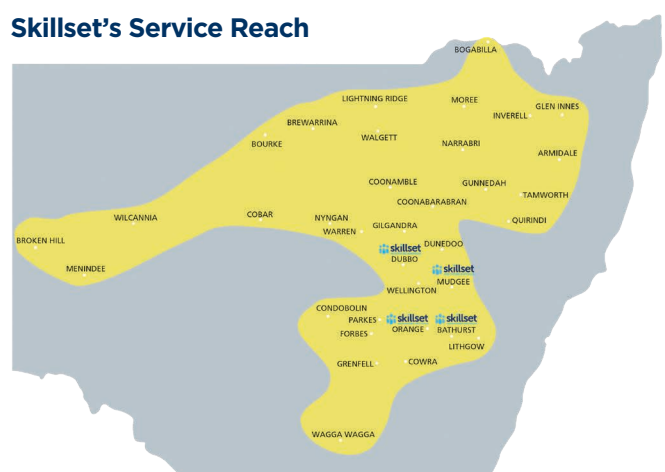 Skillset's Service Reach
BOGABILLA
LIGHTNING RIDGE
MOREE
GLEN INNES
INVERELL
BREWARRINA
WALGETT
BOURKE
NARRABRI
ARMIDALE
COONAMBLE
GUNNEDAH
TAMWORTH
COONABARABRAN
WILCANNIA
COBAR
NYNGAN
QUIRINDI
GILGANDRA
WARREN
BROKEN HILL
DUNEDOO
skillset
DUBBO
MENINDEE
skillset
MUDGEE
WELLINGTON
CONDOBOLIN
PARKES
skillset
skillset
ORANGE
BATHURST
FORBES
LITHGOW
GRENFELL
COWRA
WAGGA WAGGA